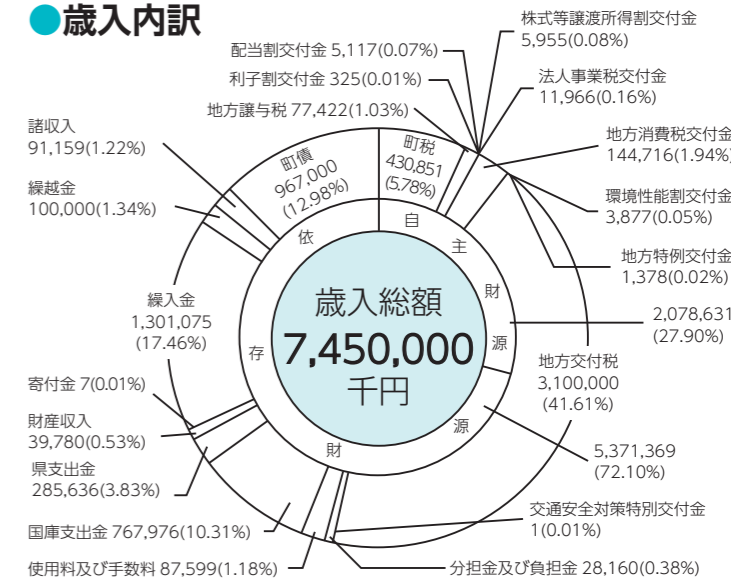 ●歳入内訳
株式等譲渡所得割交付金
5,955(0.08%)
配当割交付金 5,117(0.07%)
利子割交付金 325(0.01%)
法人事業税交付金
11,966(0.16%)
地方譲与税 77,422(1.03%)
諸収入
91,159(1.22%)
町債
967,000
(12.98%)
町税
430,851
(5.78%)
地方消費税交付金
144,716(1.94%)
繰越金
100,000(1.34%)
環境性能割交付金
3,877(0.05%)
地方特例交付金
1,378(0.02%)
自主財源
2,078,631
(27.90%)
繰入金
1,301,075
(17.46%)
歳入総額
7,450,000
千円
地方交付税
3,100,000
(41.61%)
依存財源
5,371,369
(72.10%)
寄付金 7(0.01%)
財産収入
39,780(0.53%)
県支出金
285,636(3.83%)
国庫支出金 767,976(10.31%)
交通安全対策特別交付金
1(0.01%)
使用料及び手数料 87,599(1.18%)
分担金及び負担金 28,160(0.38%)